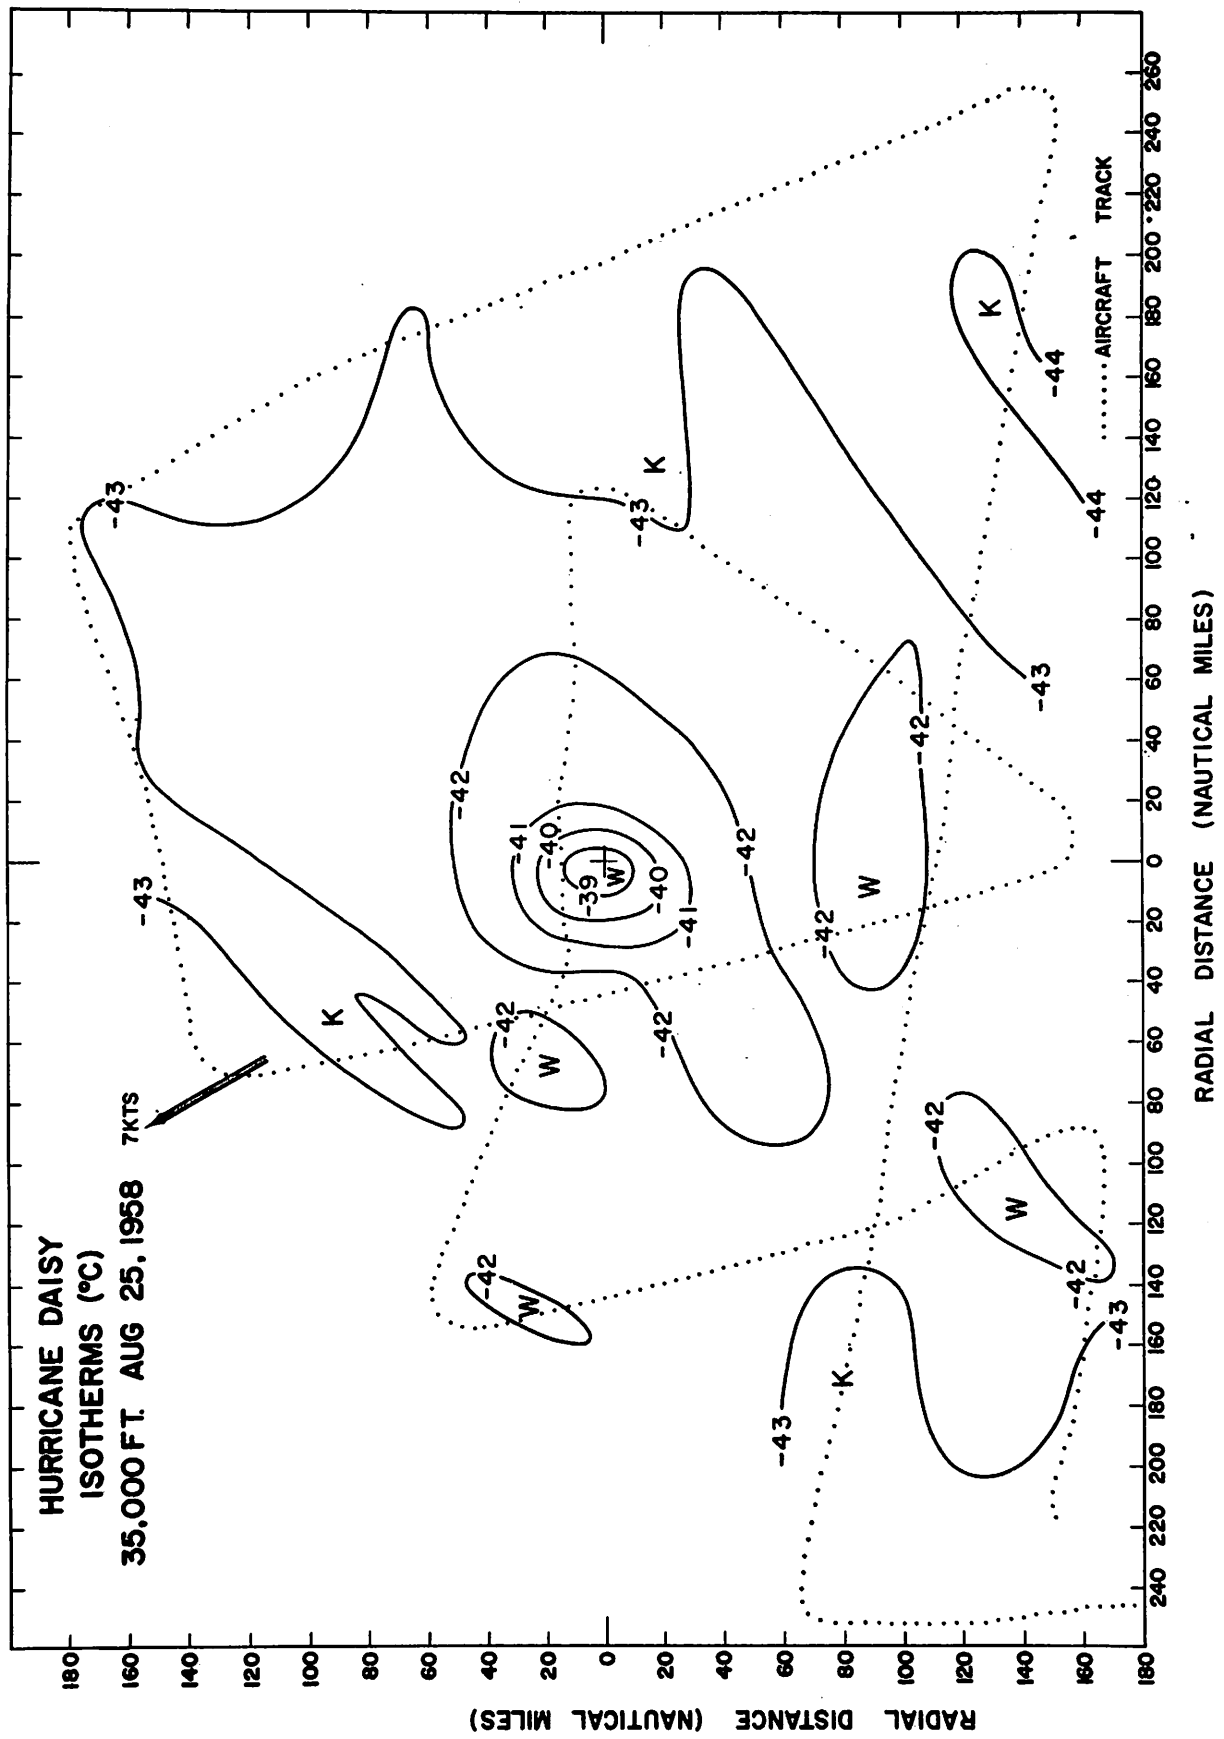 HURRICANE DAISY
ISOTHERMS (°C)
35,000 FT. AUG 25, 1958
7KTS
-43
-43
K
-42
-41
-40
-39
W
-40
-41
-42
-42
-42
W
-42
W
-43
K
-42
W
-42
-43
-43
K
-42
W
-42
-43
-44
K
-44
...... AIRCRAFT TRACK
RADIAL DISTANCE (NAUTICAL MILES)
180 160 140 120 100 80 60 40 20 0 20 40 60 80 100 120 140 160 180
240 220 200 180 160 140 120 100 80 60 40 20 0 20 40 60 80 100 120 140 160 180 200 220 240 260
RADIAL DISTANCE (NAUTICAL MILES)